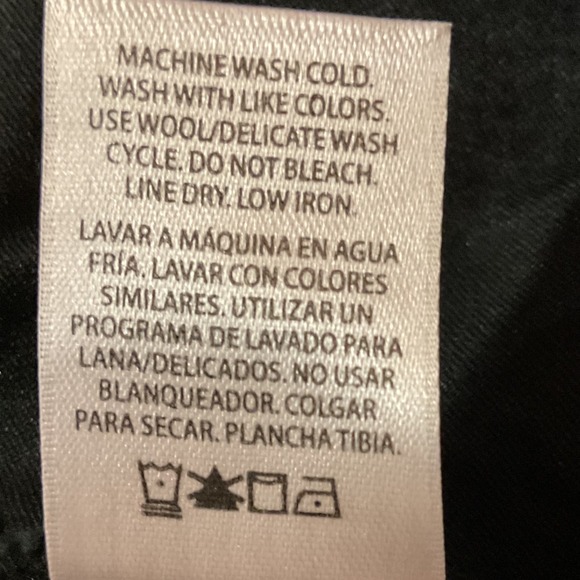 MACHINE WASH COLD.
WASH WITH LIKE COLORS.
USE WOOL/DELICATE WASH
CYCLE. DO NOT BLEACH.
LINE DRY. LOW IRON.
LAVAR A MÁQUINA EN AGUA
FRÍA. LAVAR CON COLORES
SIMILARES. UTILIZAR UN
PROGRAMA DE LAVADO PARA
LANA/DELICADOS. NO USAR
BLANQUEADOR. COLGAR
PARA SECAR. PLANCHA TIBIA.